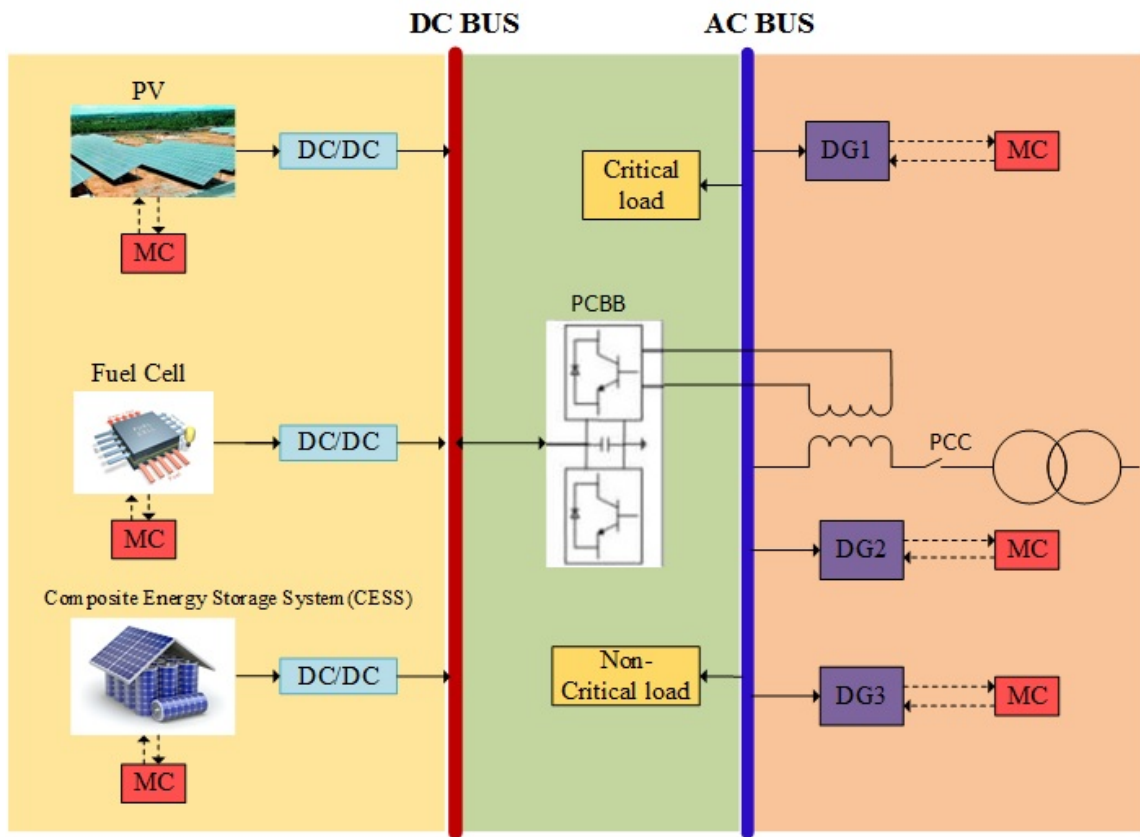 DC BUS
AC BUS
PV
DC/DC
MC
Fuel Cell
DC/DC
MC
Composite Energy Storage System (CESS)
DC/DC
MC
Critical
load
PCBB
Non-
Critical load
DG1
MC
PCC
DG2
MC
DG3
MC